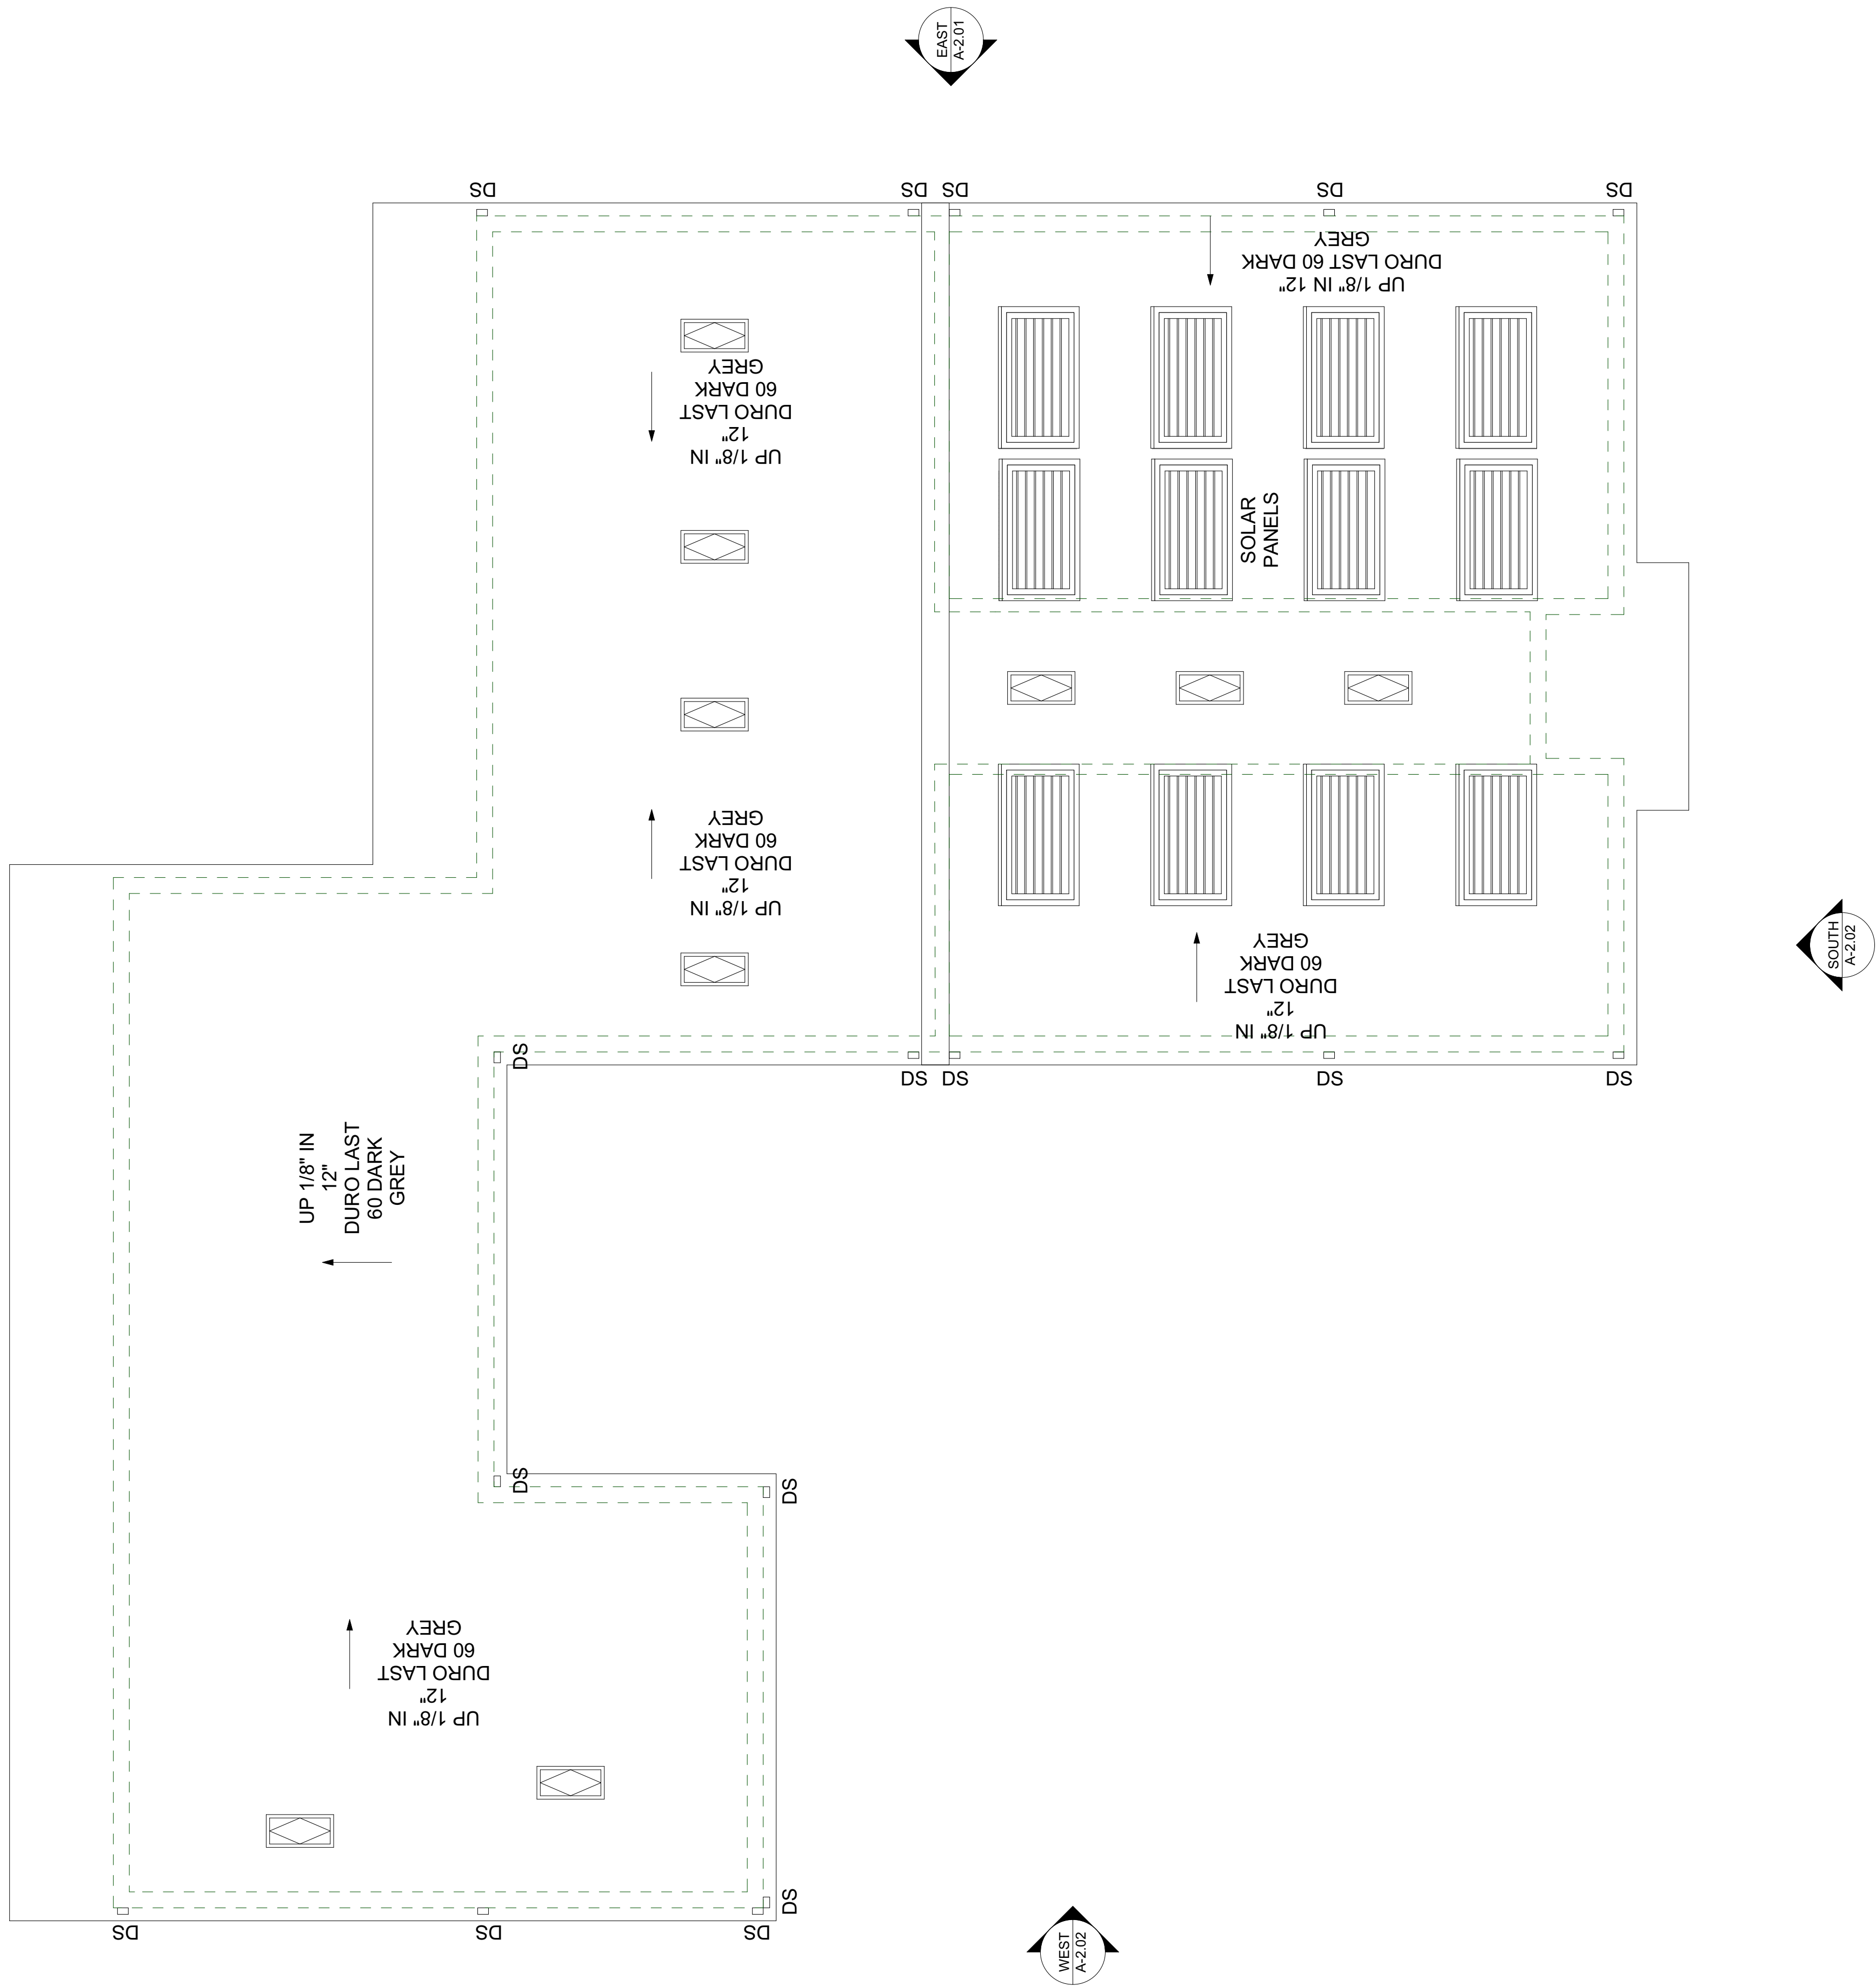 EAST
A-2.01
DS
DS
DS
DS
DS
UP 1/8" IN 12"
DURO LAST 60 DARK
GREY
UP 1/8" IN
12"
DURO LAST
60 DARK
GREY
SOLAR
PANELS
UP 1/8" IN
12"
DURO LAST
60 DARK
GREY
SOUTH
A-2.02
UP 1/8" IN
12"
DURO LAST
60 DARK
GREY
DS
DS
DS
DS
DS
UP 1/8" IN
12"
DURO LAST
60 DARK
GREY
DS
DS
UP 1/8" IN
12"
DURO LAST
60 DARK
GREY
DS
DS
DS
DS
WEST
A-2.02